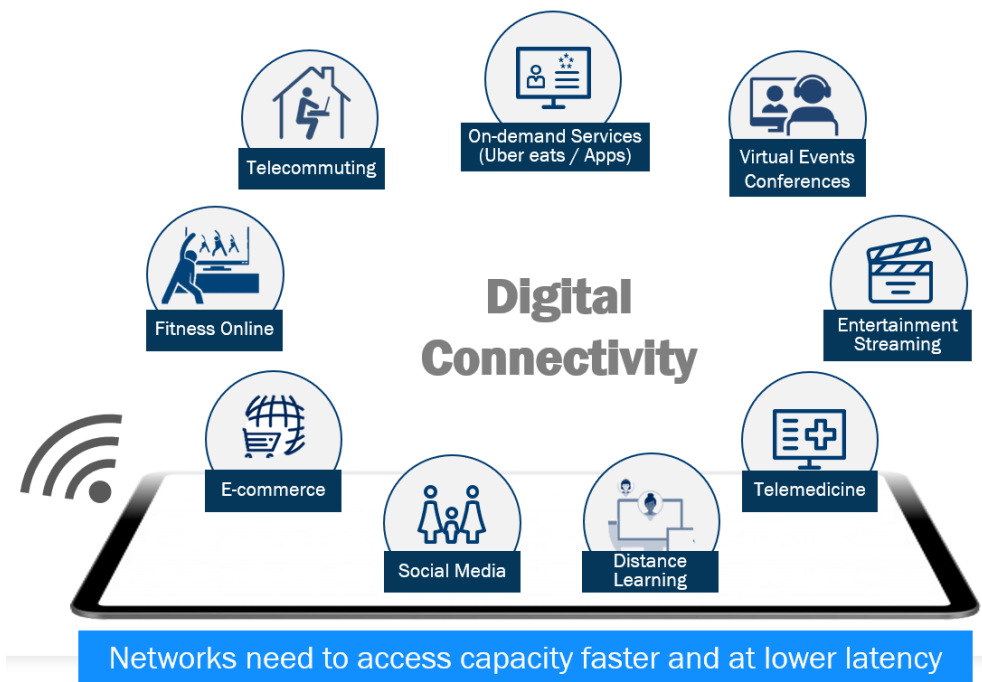 On-demand Services
(Uber eats / Apps)
Telecommuting
Virtual Events
Conferences
Fitness Online
Digital
Connectivity
Entertainment
Streaming
E-commerce
Telemedicine
Social Media
Distance
Learning
Networks need to access capacity faster and at lower latency